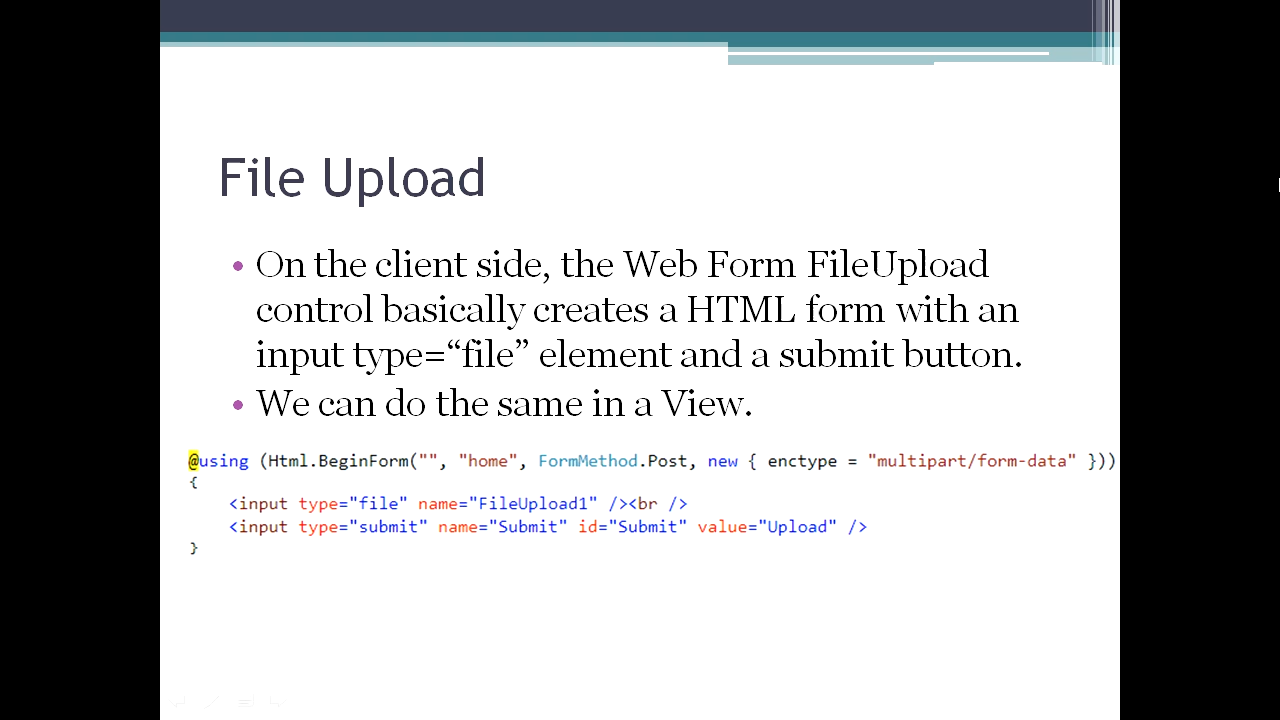 File Upload
• On the client side, the Web Form FileUpload
control basically creates a HTML form with an
input type=“file” element and a submit button.
• We can do the same in a View.
@using (Html.BeginForm("", "home", FormMethod.Post, new { enctype = "multipart/form-data" }))
{
<input type="file" name="FileUpload1" /><br />
<input type="submit" name="Submit" id="Submit" value="Upload" />
}